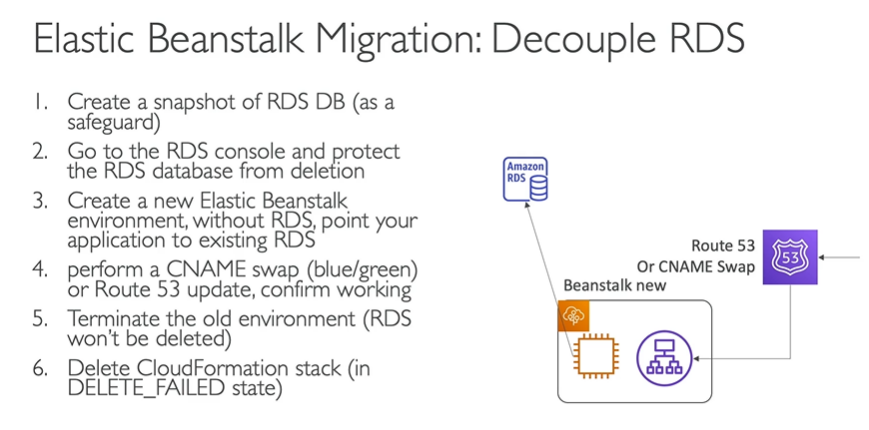 Elastic Beanstalk Migration: Decouple RDS
1. Create a snapshot of RDS DB (as a
safeguard)
2. Go to the RDS console and protect
the RDS database from deletion
3. Create a new Elastic Beanstalk
environment, without RDS, point your
application to existing RDS
4. perform a CNAME swap (blue/green)
or Route 53 update, confirm working
5. Terminate the old environment (RDS
won't be deleted)
6. Delete CloudFormation stack (in
DELETE_FAILED state)
Amazon
RDS
Route 53
Or CNAME Swap
53
Beanstalk new